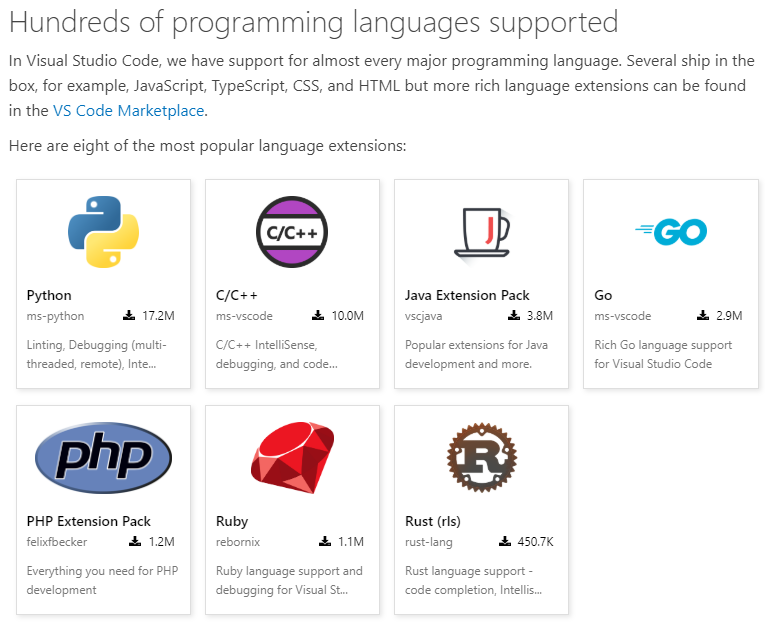 Hundreds of programming languages supported
In Visual Studio Code, we have support for almost every major programming language. Several ship in the
box, for example, JavaScript, TypeScript, CSS, and HTML but more rich language extensions can be found
in the VS Code Marketplace.
Here are eight of the most popular language extensions:
Python
ms-python 17.2M
Linting, Debugging (multi-
threaded, remote), Inte...
C/C++
C/C++
ms-vscode 10.0M
C/C++ IntelliSense,
debugging, and code...
J
Java Extension Pack
vscjava 3.8M
Popular extensions for Java
development and more.
GO
Go
ms-vscode 2.9M
Rich Go language support
for Visual Studio Code
php
PHP Extension Pack
felixfbecker 1.2M
Everything you need for PHP
development
Ruby
rebornix 1.1M
Ruby language support and
debugging for Visual St...
R
Rust (rls)
rust-lang 450.7K
Rust language support -
code completion, Intellis...